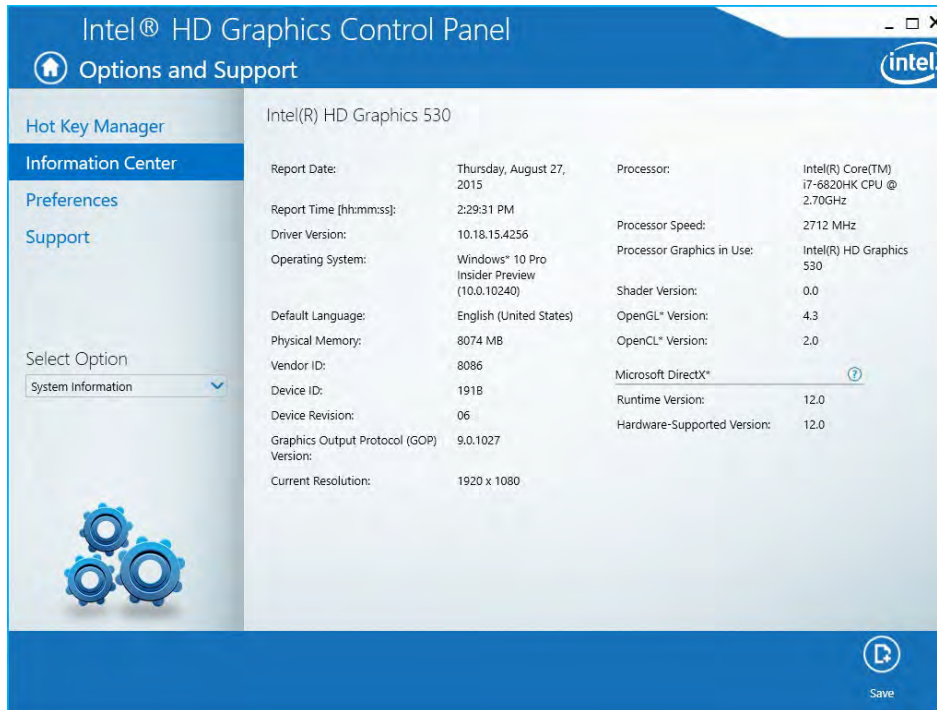 Intel® HD Graphics Control Panel
Options and Support
intel
Hot Key Manager
Information Center
Preferences
Support
Select Option
System Information
Intel(R) HD Graphics 530
Report Date: Thursday, August 27,
2015
Report Time [hh:mm:ss]: 2:29:31 PM
Driver Version: 10.18.15.4256
Operating System: Windows* 10 Pro
Insider Preview
(10.0.10240)
Default Language: English (United States)
Physical Memory: 8074 MB
Vendor ID: 8086
Device ID: 191B
Device Revision: 06
Graphics Output Protocol (GOP) 9.0.1027
Version:
Current Resolution: 1920 x 1080
Processor: Intel(R) Core(TM)
i7-6820HK CPU @
2.70GHz
Processor Speed: 2712 MHz
Processor Graphics in Use: Intel(R) HD Graphics
530
Shader Version: 0.0
OpenGL* Version: 4.3
OpenCL* Version: 2.0
Microsoft DirectX* ?
Runtime Version: 12.0
Hardware-Supported Version: 12.0
Save